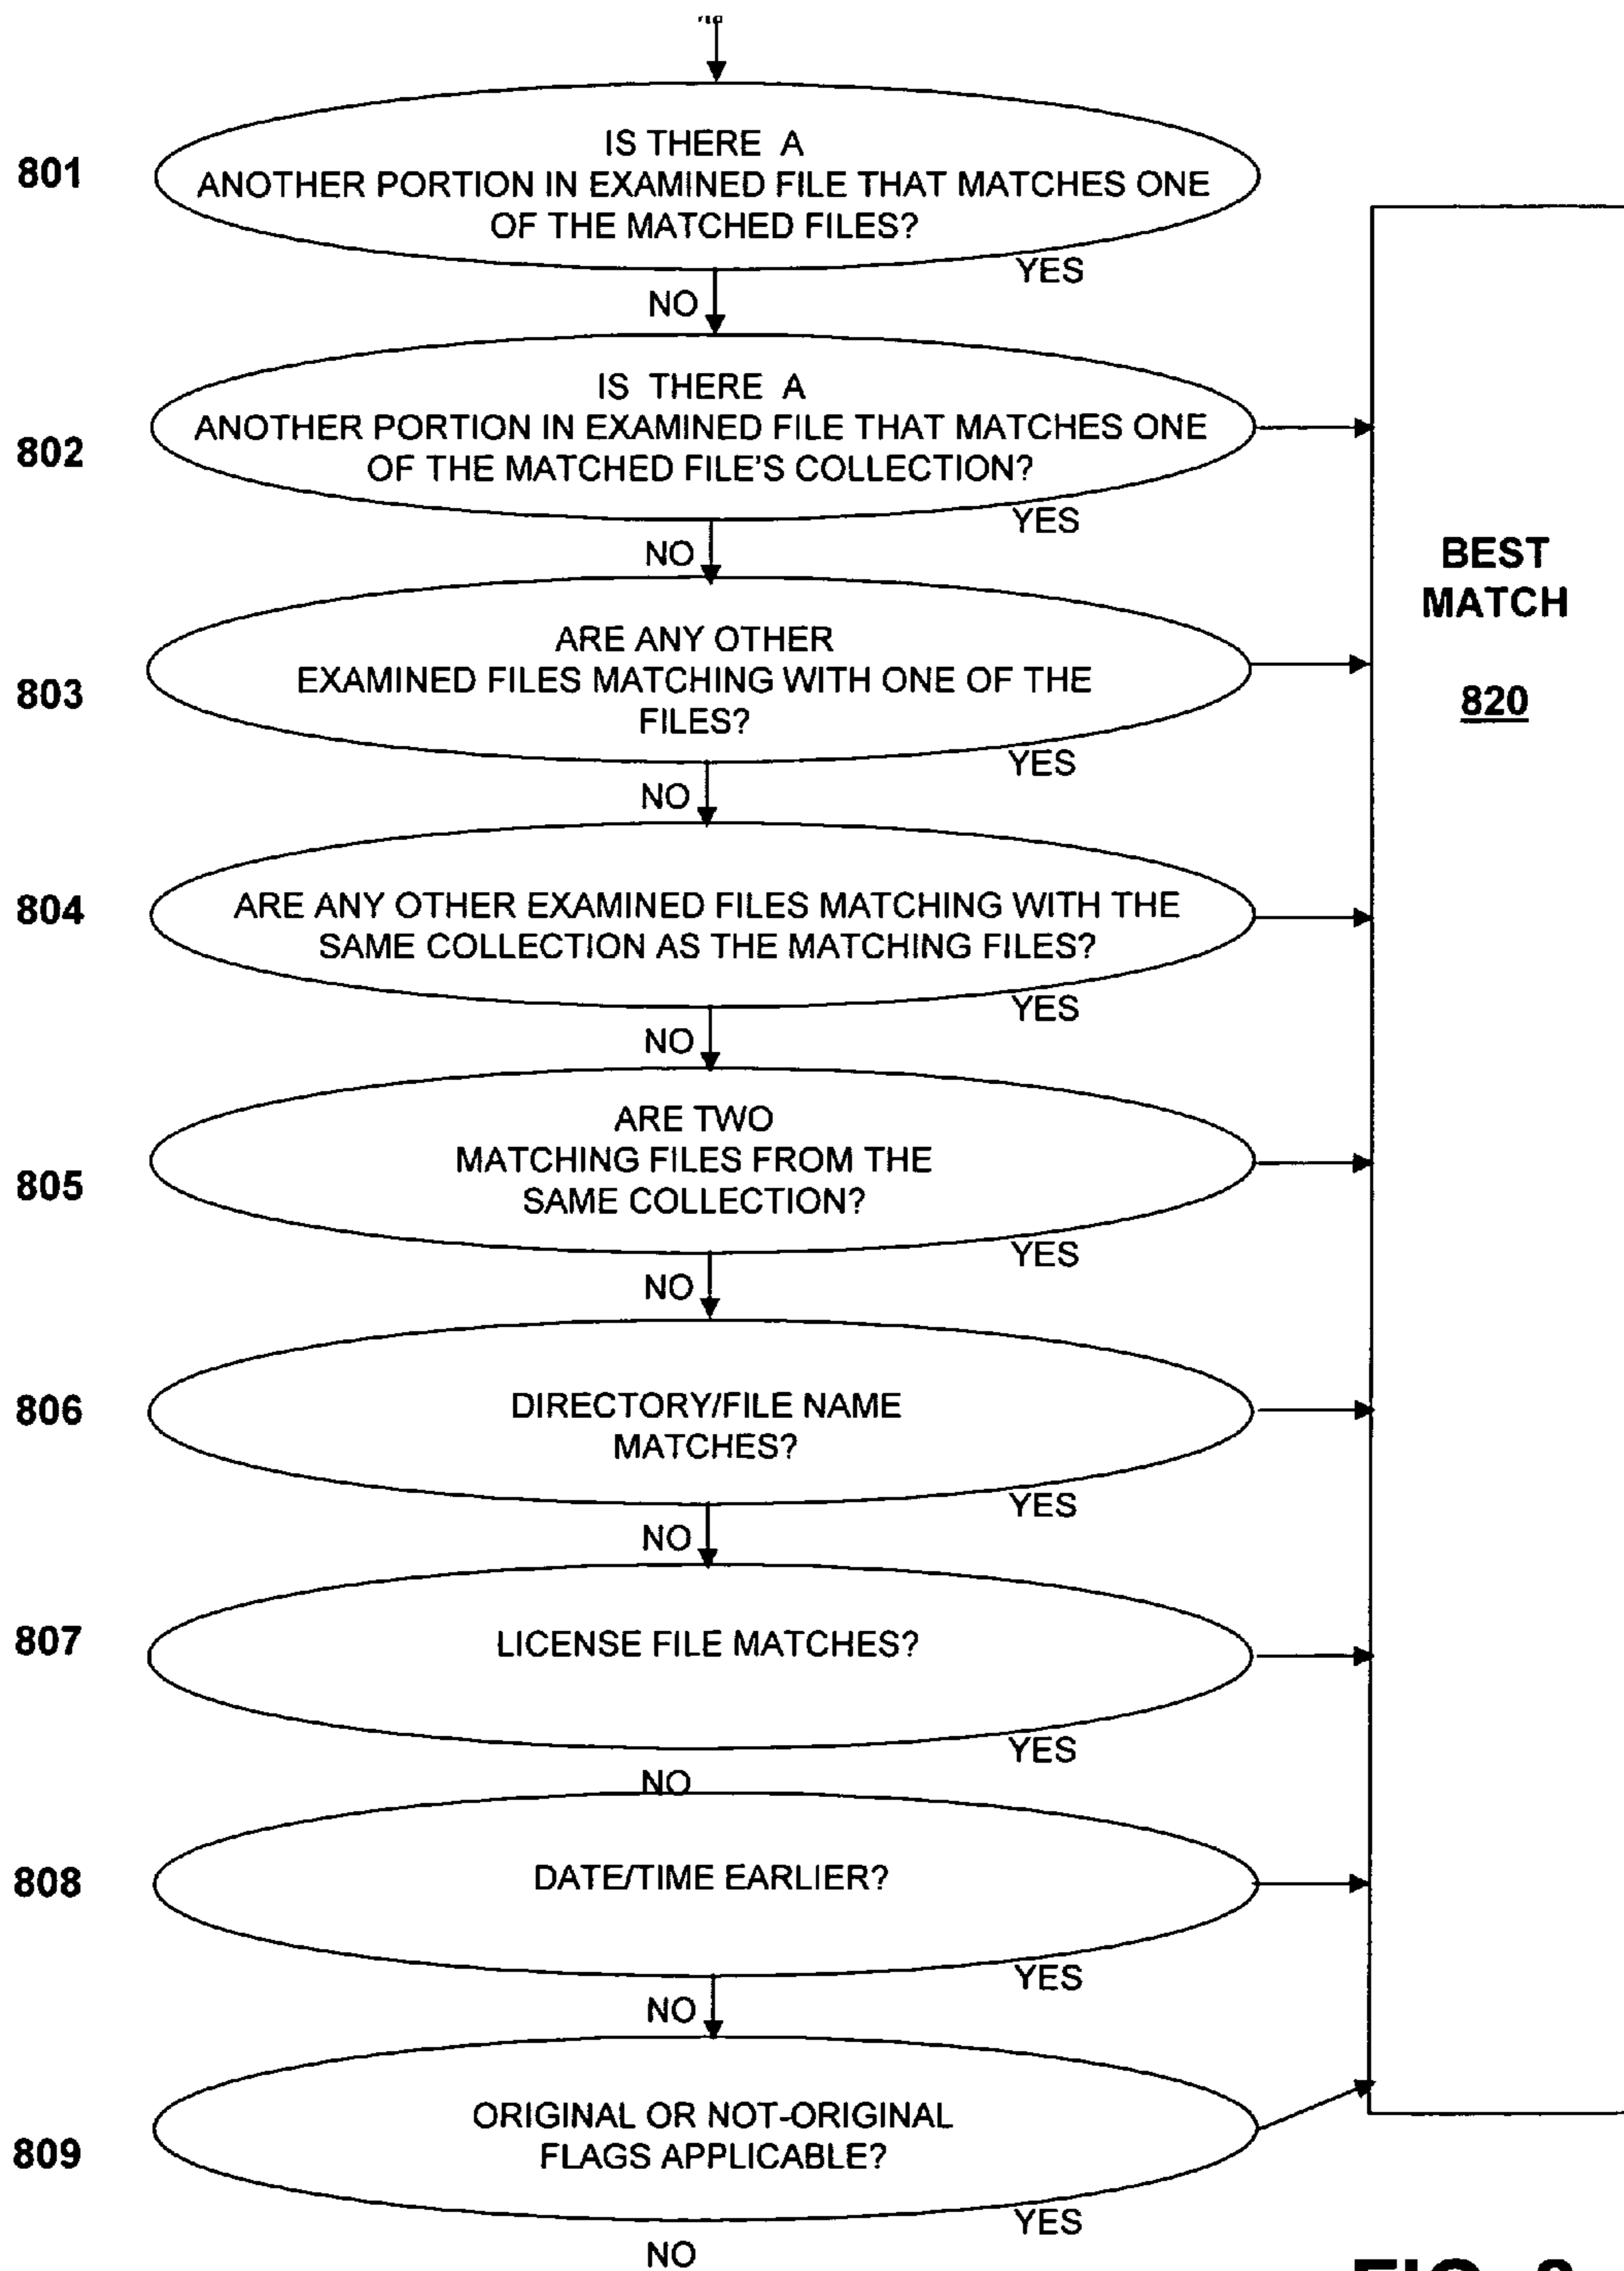 801
IS THERE A
ANOTHER PORTION IN EXAMINED FILE THAT MATCHES ONE
OF THE MATCHED FILES?
YES
NO
802
IS THERE A
ANOTHER PORTION IN EXAMINED FILE THAT MATCHES ONE
OF THE MATCHED FILE'S COLLECTION?
YES
NO
BEST
MATCH
820
803
ARE ANY OTHER
EXAMINED FILES MATCHING WITH ONE OF THE
FILES?
YES
NO
804
ARE ANY OTHER EXAMINED FILES MATCHING WITH THE
SAME COLLECTION AS THE MATCHING FILES?
YES
NO
805
ARE TWO
MATCHING FILES FROM THE
SAME COLLECTION?
YES
NO
806
DIRECTORY/FILE NAME
MATCHES?
YES
NO
807
LICENSE FILE MATCHES?
YES
NO
808
DATE/TIME EARLIER?
YES
NO
809
ORIGINAL OR NOT-ORIGINAL
FLAGS APPLICABLE?
YES
NO